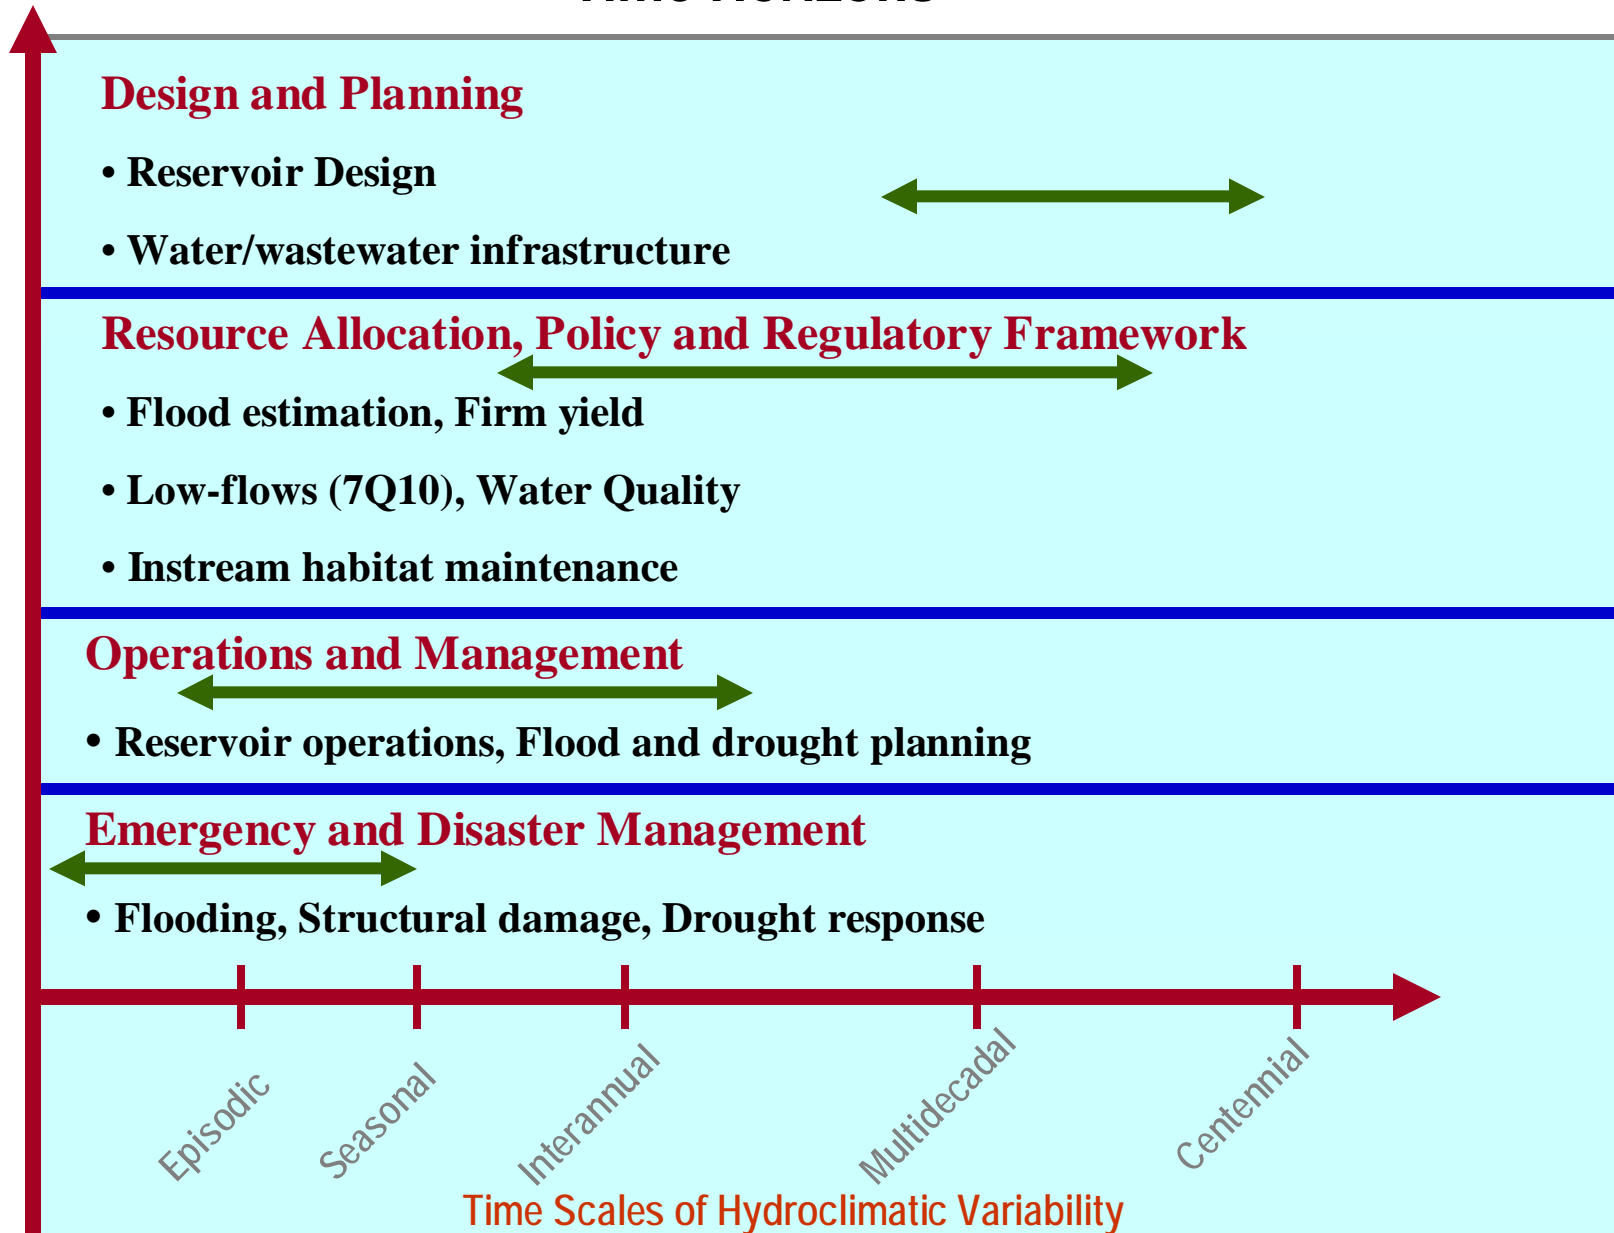 Time Horizons
Design and Planning
• Reservoir Design
• Water/wastewater infrastructure
Resource Allocation, Policy and Regulatory Framework
• Flood estimation, Firm yield
• Low-flows (7Q10), Water Quality
• Instream habitat maintenance
Operations and Management
• Reservoir operations, Flood and drought planning
Emergency and Disaster Management
• Flooding, Structural damage, Drought response
Episodic
Seasonal
Interannual
Multidecadal
Centennial
Time Scales of Hydroclimatic Variability